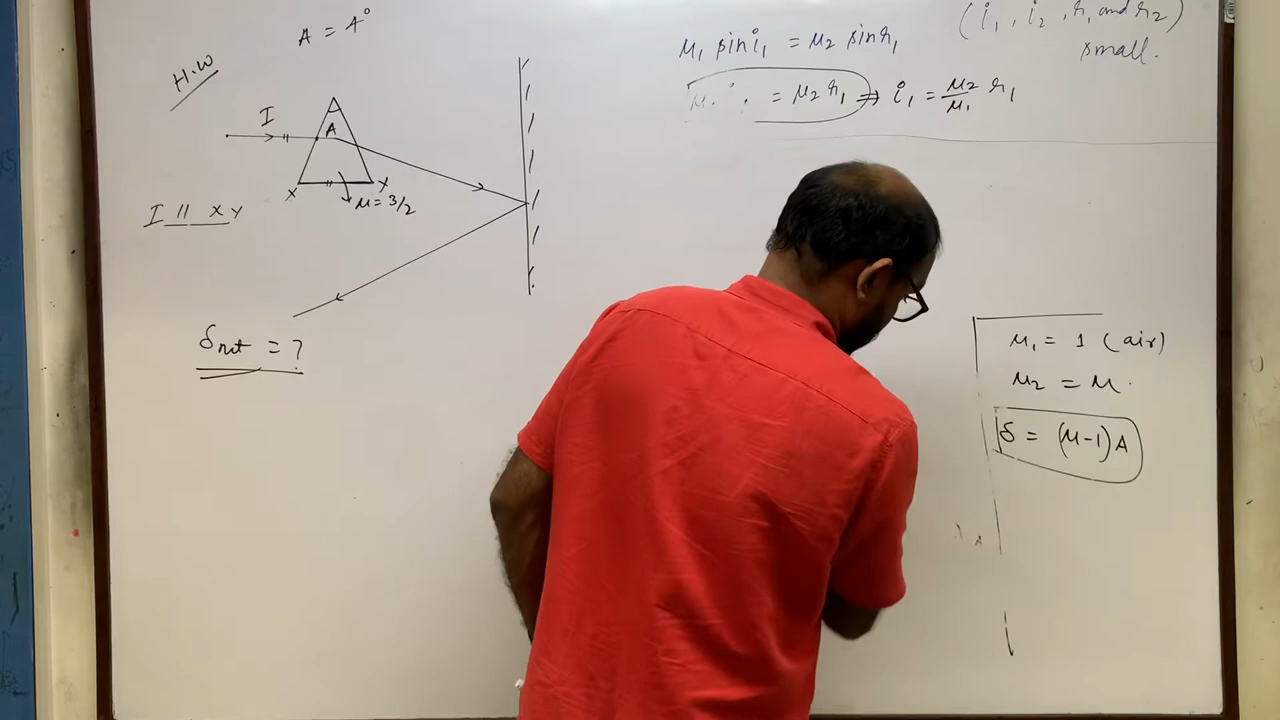 A = 4°
H.W
I
A
X
Y
μ = 3/2
I || XY
δnet = ?
μ₁ sin i₁ = μ₂ sin r₁
(i₁, i₂, r₁ and r₂)
small.
= μ₂ r₁ ⇒ i₁ = μ₂/μ₁ r₁
μ₁ = 1 (air)
μ₂ = μ.
δ = (μ-1)A